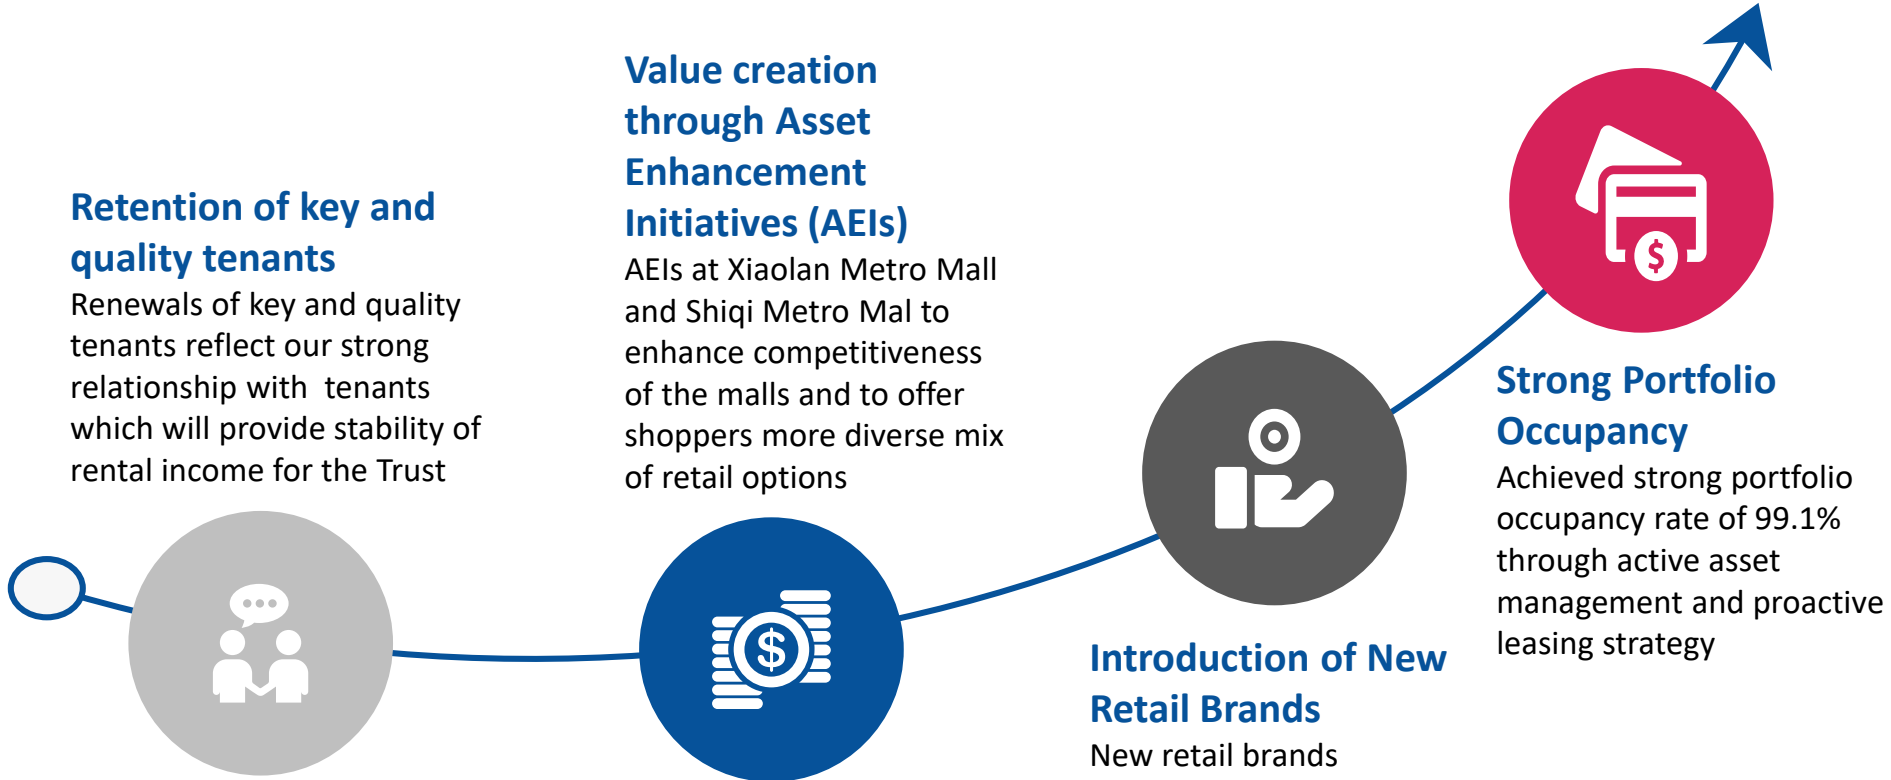 Retention of key and
quality tenants
Renewals of key and quality
tenants reflect our strong
relationship with  tenants
which will provide stability of
rental income for the Trust
Value creation
through Asset
Enhancement
Initiatives (AEIs)
AEIs at Xiaolan Metro Mall
and Shiqi Metro Mal to
enhance competitiveness
of the malls and to offer
shoppers more diverse mix
of retail options
$
Introduction of New
Retail Brands
New retail brands
$
Strong Portfolio
Occupancy
Achieved strong portfolio
occupancy rate of 99.1%
through active asset
management and proactive
leasing strategy